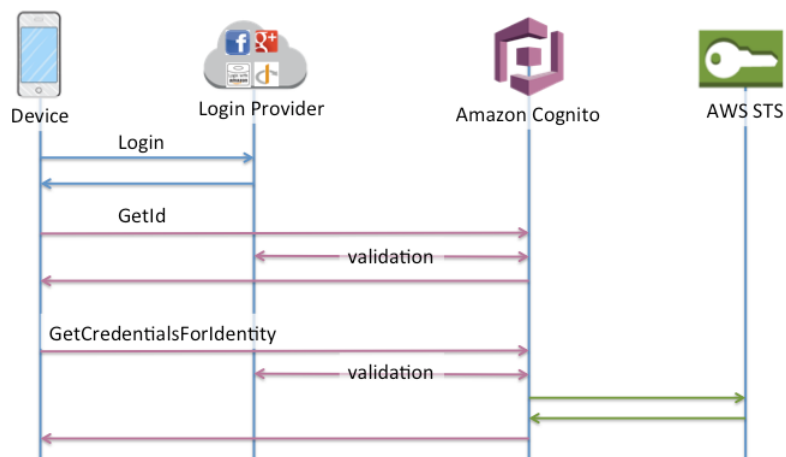 Device
Login Provider
Amazon Cognito
AWS STS
Login
GetId
validation
GetCredentialsForIdentity
validation